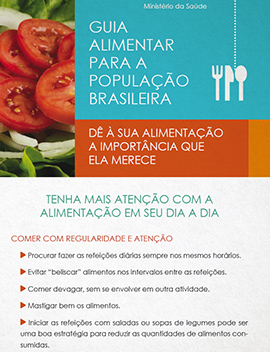 Ministério da Saúde
GUIA
ALIMENTAR
PARA A
POPULAÇÃO
BRASILEIRA
DÊ À SUA ALIMENTAÇÃO
A IMPORTÂNCIA QUE
ELA MERECE
TENHA MAIS ATENÇÃO COM A
ALIMENTAÇÃO EM SEU DIA A DIA
COMER COM REGULARIDADE E ATENÇÃO
Procurar fazer as refeições diárias sempre nos mesmos horários.
Evitar “beliscar” alimentos nos intervalos entre as refeições.
Comer devagar, sem se envolver em outra atividade.
Mastigar bem os alimentos.
Iniciar as refeições com saladas ou sopas de legumes pode ser
uma boa estratégia para reduzir as quantidades de alimentos con-
sumidas.